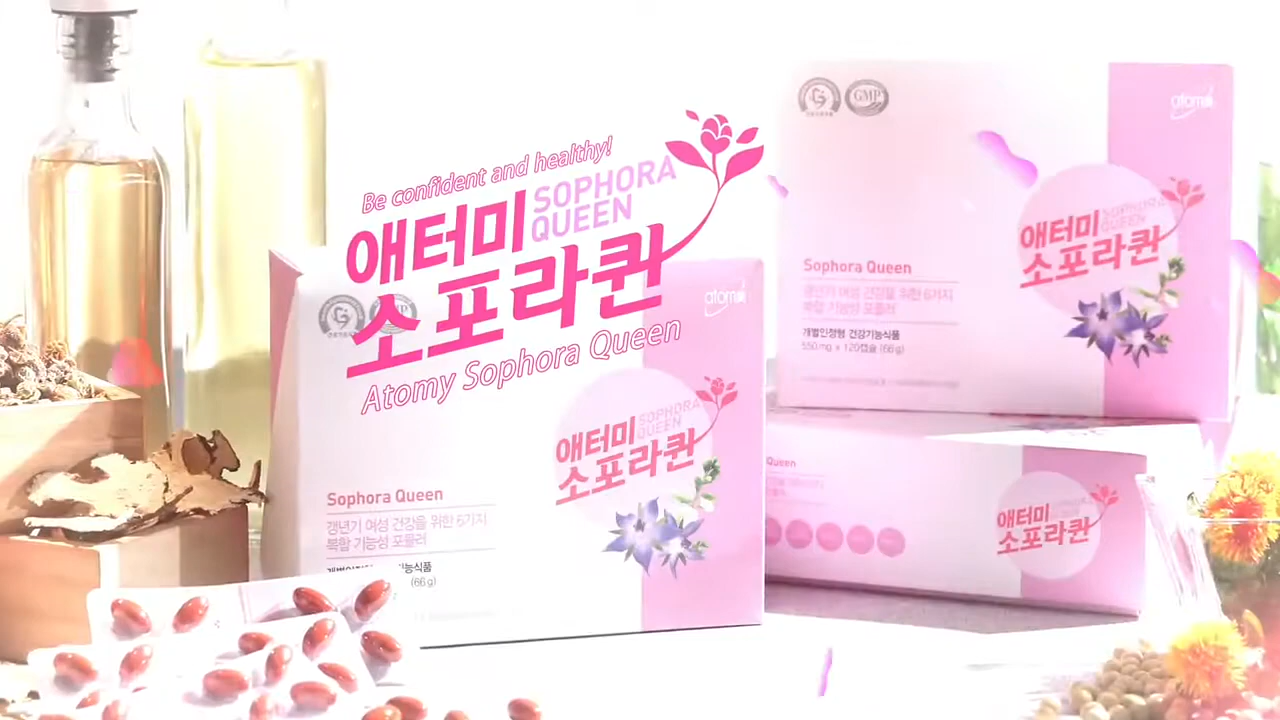 Be confident and healthy!
애터미 SOPHORA QUEEN
소포라퀸
Atomy Sophora Queen
atomy
Sophora Queen
갱년기 여성 건강을 위한 6가지
복합 기능성 포뮬러
능식품
(66g)
애터미 SOPHORA QUEEN
소포라퀸
GMP
atomy
Sophora Queen
갱년기 여성 건강을 위한 6가지
복합 기능성 포뮬러
개별인정형 건강기능식품
550mg x 120캡슐 (66g)
애터미 SOPHORA QUEEN
소포라퀸
Queen
애터미
소포라퀸